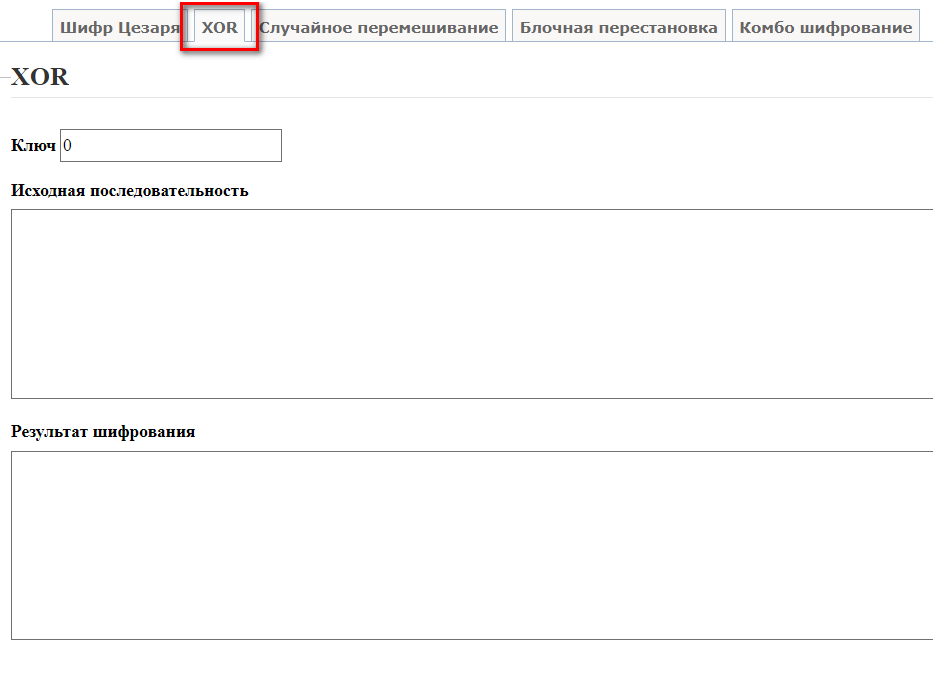 Шифр Цезаря XOR Случайное перемешивание Блочная перестановка Комбо шифрование
XOR
Ключ 0
Исходная последовательность
Результат шифрования